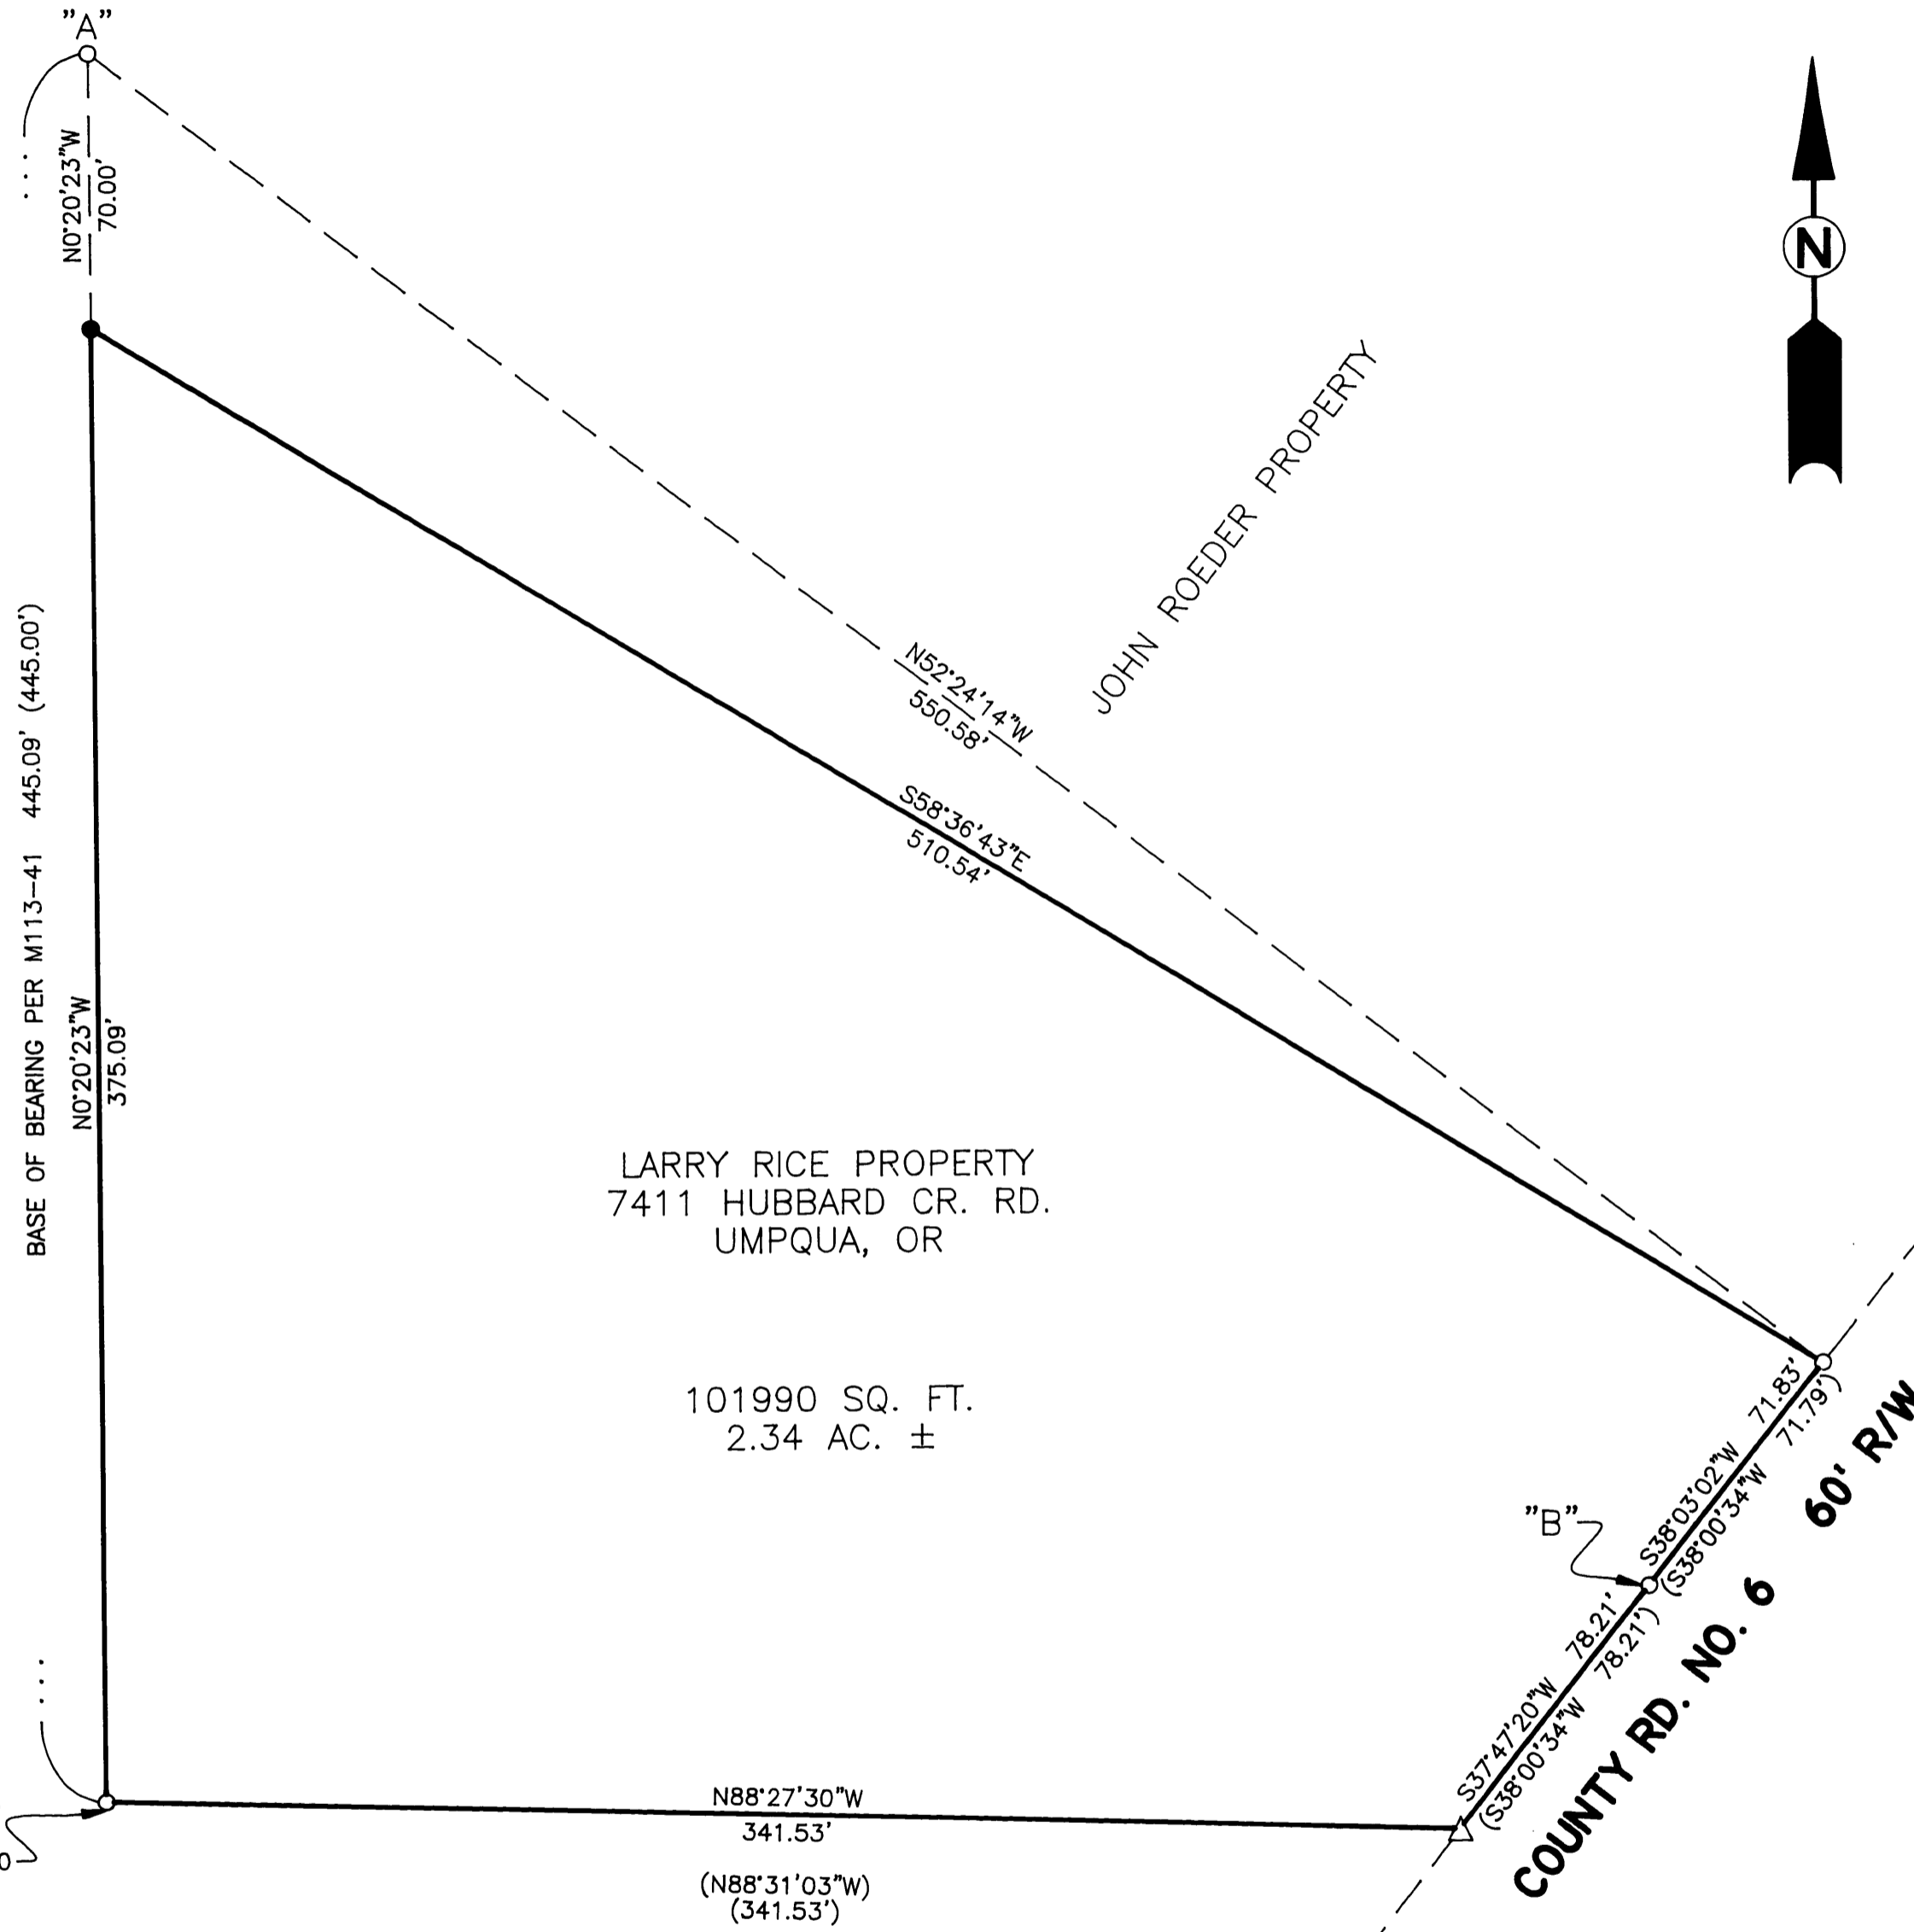 "A"
N0°20'23"W
70.00'
N
JOHN ROEDER PROPERTY
N52°24'14"W
550.58'
S58°36'43"E
510.54'
BASE OF BEARING PER M113-41 445.09' (445.00')
N0°20'23"W
375.09'
LARRY RICE PROPERTY
7411 HUBBARD CR. RD.
UMPQUA, OR
101990 SQ. FT.
2.34 AC. ±
S38°03'02"W 71.83'
(S38°00'34"W 71.79')
60' R/W
"B"
S37°47'20"W 78.21'
(S38°00'34"W 78.21')
COUNTY RD. NO. 6
N88°27'30"W
341.53'
(N88°31'03"W)
(341.53')